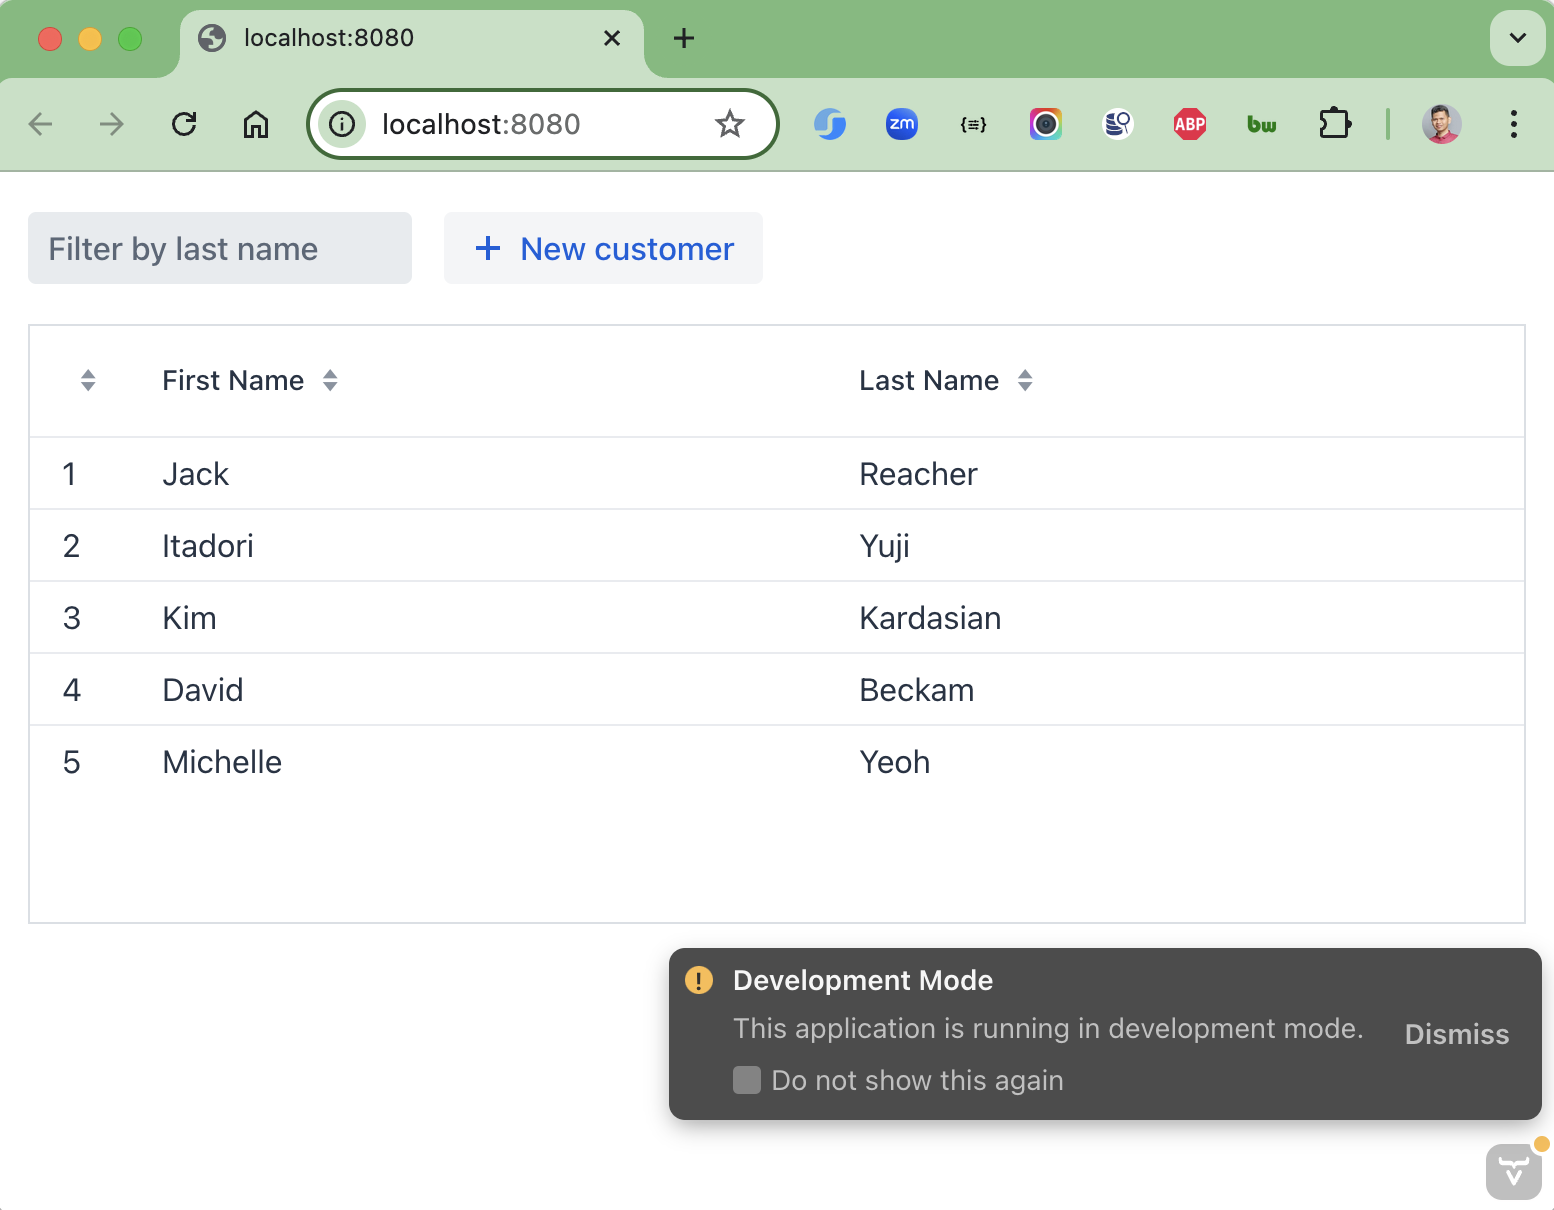 localhost:8080
localhost:8080
zm
{≡}
ABP
bw
Filter by last name
+ New customer
First Name Last Name
1 Jack Reacher
2 Itadori Yuji
3 Kim Kardasian
4 David Beckam
5 Michelle Yeoh
Development Mode
This application is running in development mode.
Dismiss
Do not show this again